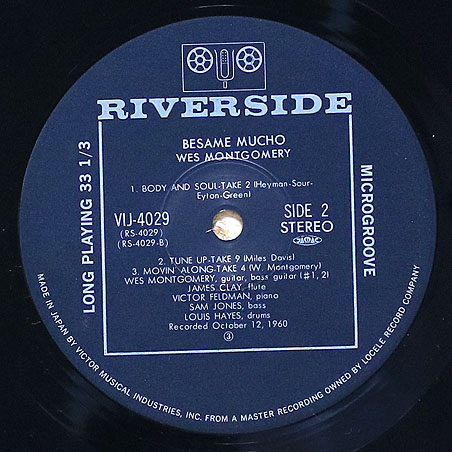 RIVERSIDE
BESAME MUCHO
WES MONTGOMERY
1. BODY AND SOUL-TAKE 2 (Heyman-Sour-
Eyton-Green)
VIJ-4029
(RS-4029)
(RS-4029-B)
SIDE 2
STEREO
2. TUNE UP-TAKE 9 (Miles Davis)
3. MOVIN' ALONG-TAKE 4 (W. Montgomery)
WES MONTGOMERY, guitar, bass guitar (♯1, 2)
JAMES CLAY, flute
VICTOR FELDMAN, piano
SAM JONES, bass
LOUIS HAYES, drums
Recorded October 12, 1960
③
LONG PLAYING 33 1/3
MICROGROOVE
MADE IN JAPAN BY VICTOR MUSICAL INDUSTRIES, INC. FROM A MASTER RECORDING OWNED BY LOCELE RECORD COMPANY